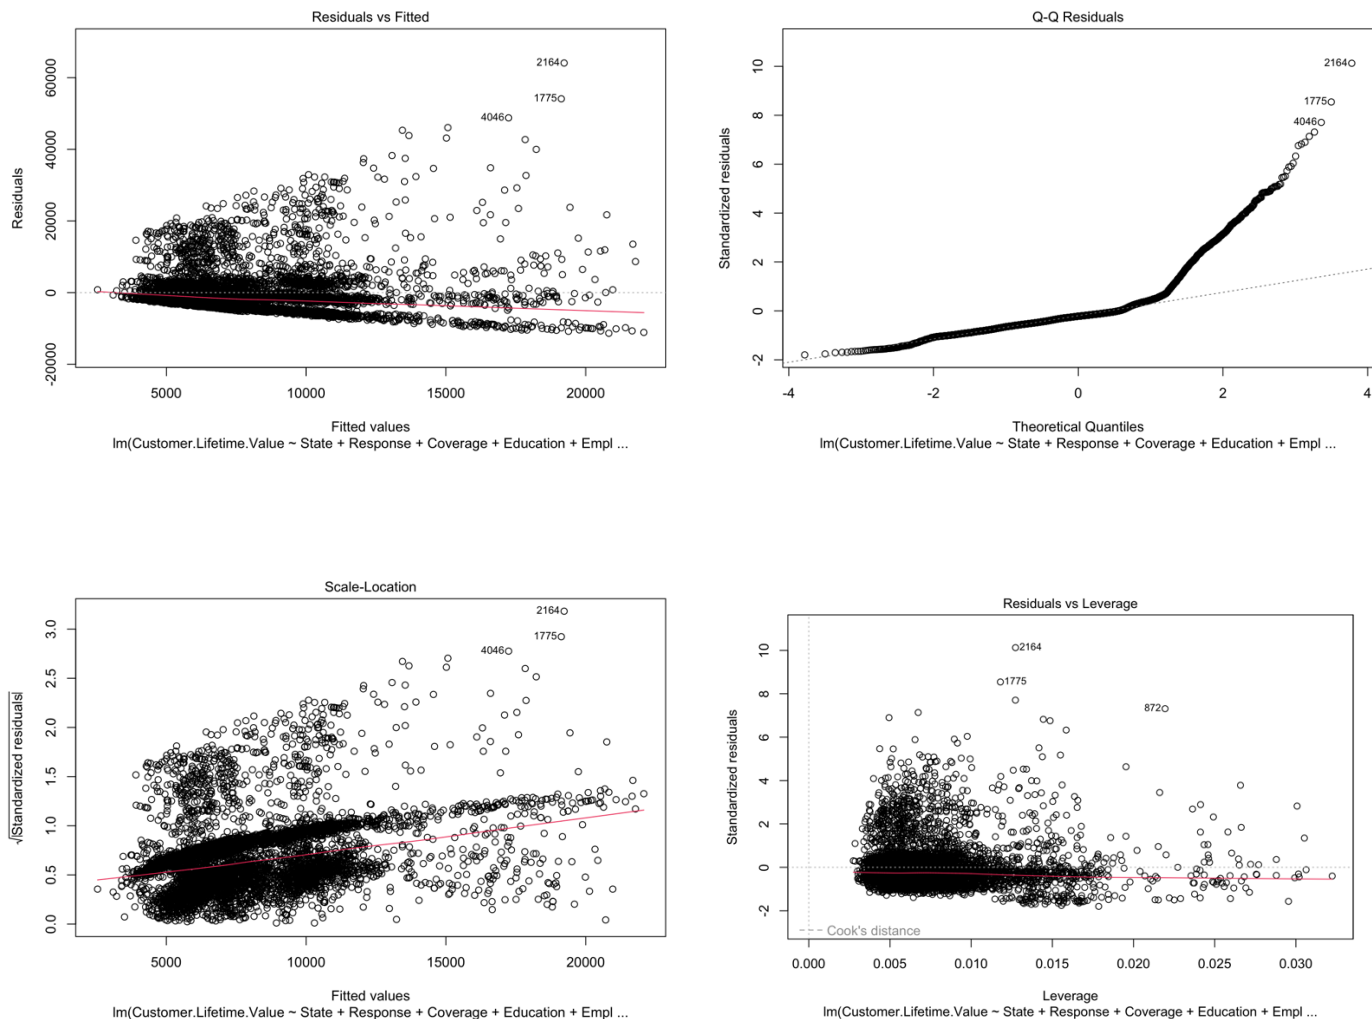 Residuals vs Fitted
Residuals
60000
40000
20000
0
-20000
2164
1775
4046
5000 10000 15000 20000
Fitted values
lm(Customer.Lifetime.Value ~ State + Response + Coverage + Education + Empl ...
Q-Q Residuals
Standardized residuals
10
8
6
4
2
0
-2
2164
1775
4046
-4 -2 0 2 4
Theoretical Quantiles
lm(Customer.Lifetime.Value ~ State + Response + Coverage + Education + Empl ...
Scale-Location
√|Standardized residuals|
3.0
2.5
2.0
1.5
1.0
0.5
0.0
2164
1775
4046
5000 10000 15000 20000
Fitted values
lm(Customer.Lifetime.Value ~ State + Response + Coverage + Education + Empl ...
Residuals vs Leverage
Standardized residuals
10
8
6
4
2
0
-2
2164
1775
872
Cook's distance
0.000 0.005 0.010 0.015 0.020 0.025 0.030
Leverage
lm(Customer.Lifetime.Value ~ State + Response + Coverage + Education + Empl ...